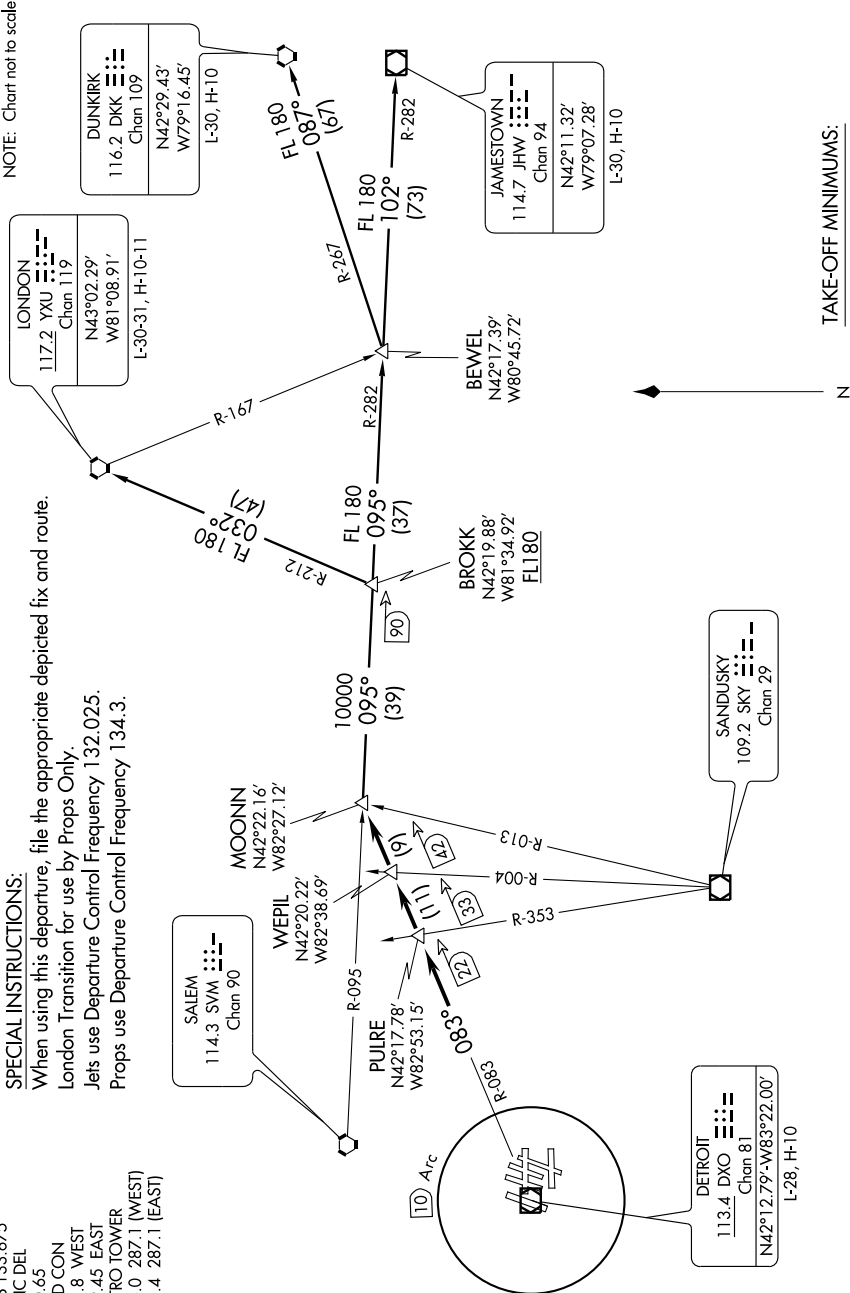 NOTE: Chart not to scale
SPECIAL INSTRUCTIONS:
When using this departure, file the appropriate depicted fix and route.
London Transition for use by Props Only.
Jets use Departure Control Frequency 132.025.
Props use Departure Control Frequency 134.3.
IC DEL
D CON
.8 WEST
.45 EAST
RO TOWER
.0 287.1 (WEST)
.4 287.1 (EAST)
LONDON
117.2 YXU
Chan 119
N43°02.29'
W81°08.91'
L-30-31, H-10-11
DUNKIRK
116.2 DKK
Chan 109
N42°29.43'
W79°16.45'
L-30, H-10
FL 180
087°
(67)
R-267
FL 180
102°
(73)
R-282
JAMESTOWN
114.7 JHW
Chan 94
N42°11.32'
W79°07.28'
L-30, H-10
R-167
FL 180
032°
(47)
R-212
FL 180
095°
(37)
R-282
BEWEL
N42°17.39'
W80°45.72'
BROKK
N42°19.88'
W81°34.92'
FL180
90
10000
095°
(39)
MOONN
N42°22.16'
W82°27.12'
WEPIL
N42°20.22'
W82°38.69'
PULRE
N42°17.78'
W82°53.15'
(9)
42
(11)
33
22
SALEM
114.3 SVM
Chan 90
R-095
R-013
R-004
R-353
083°
R-083
10 Arc
SANDUSKY
109.2 SKY
Chan 29
DETROIT
113.4 DXO
Chan 81
N42°12.79'-W83°22.00'
L-28, H-10
N
TAKE-OFF MINIMUMS: